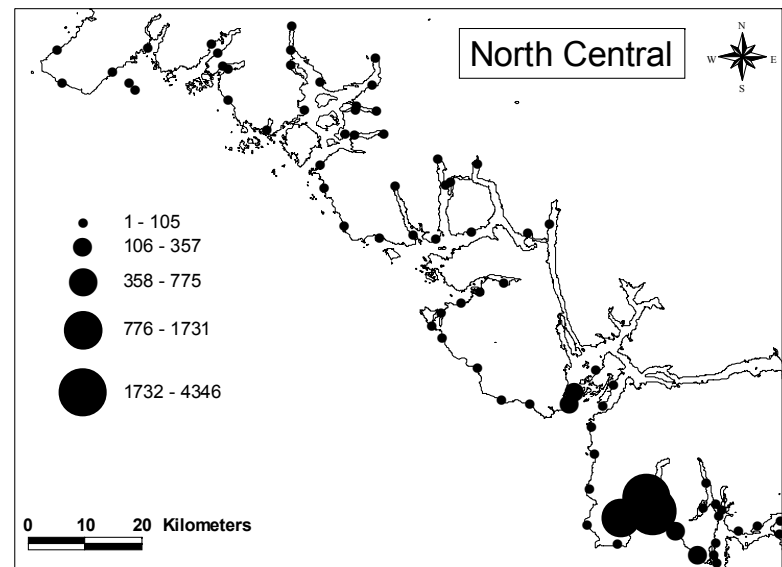 North Central
N
W E
S
1 - 105
106 - 357
358 - 775
776 - 1731
1732 - 4346
0 10 20 Kilometers